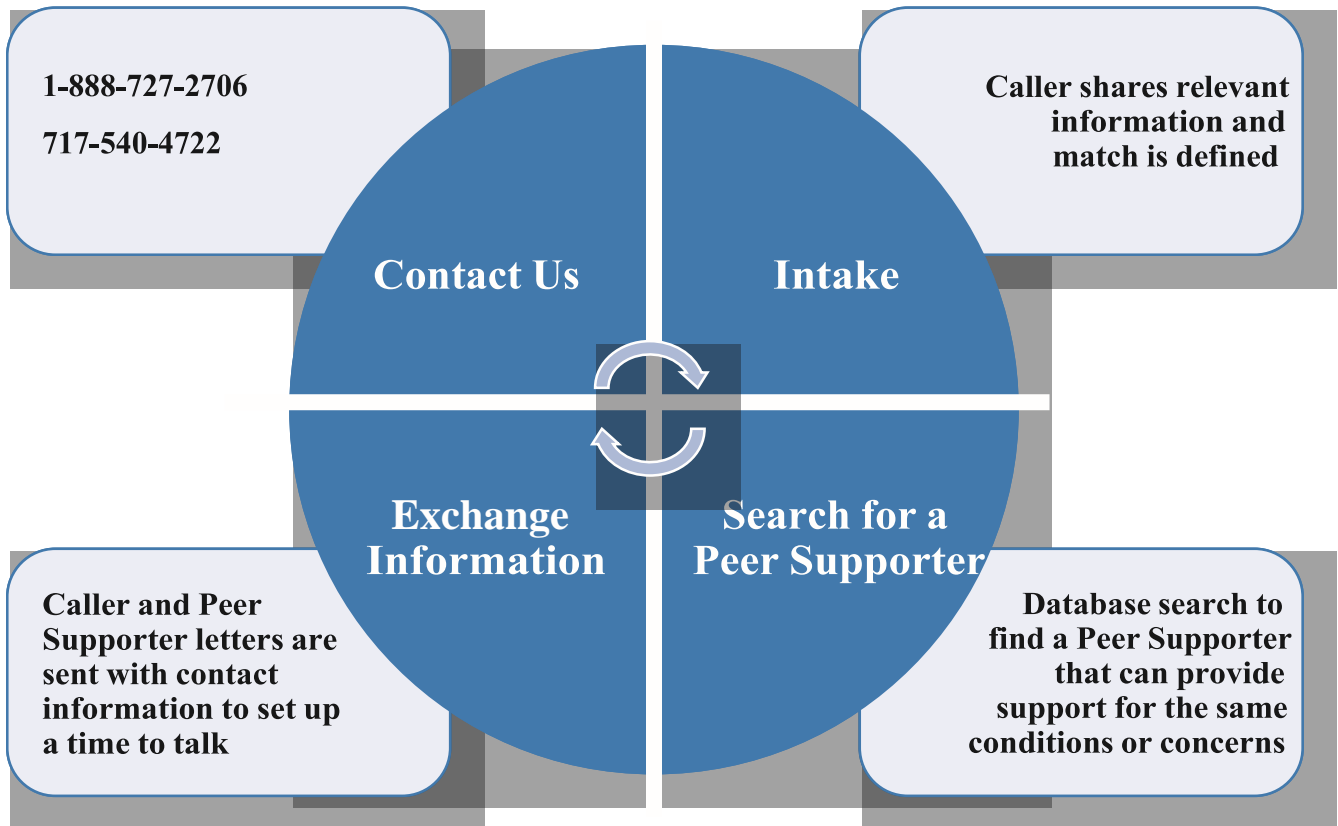 1-888-727-2706
717-540-4722
Contact Us
Caller shares relevant
information and
match is defined
Intake
Search for a
Peer Supporter
Database search to
find a Peer Supporter
that can provide
support for the same
conditions or concerns
Exchange
Information
Caller and Peer
Supporter letters are
sent with contact
information to set up
a time to talk